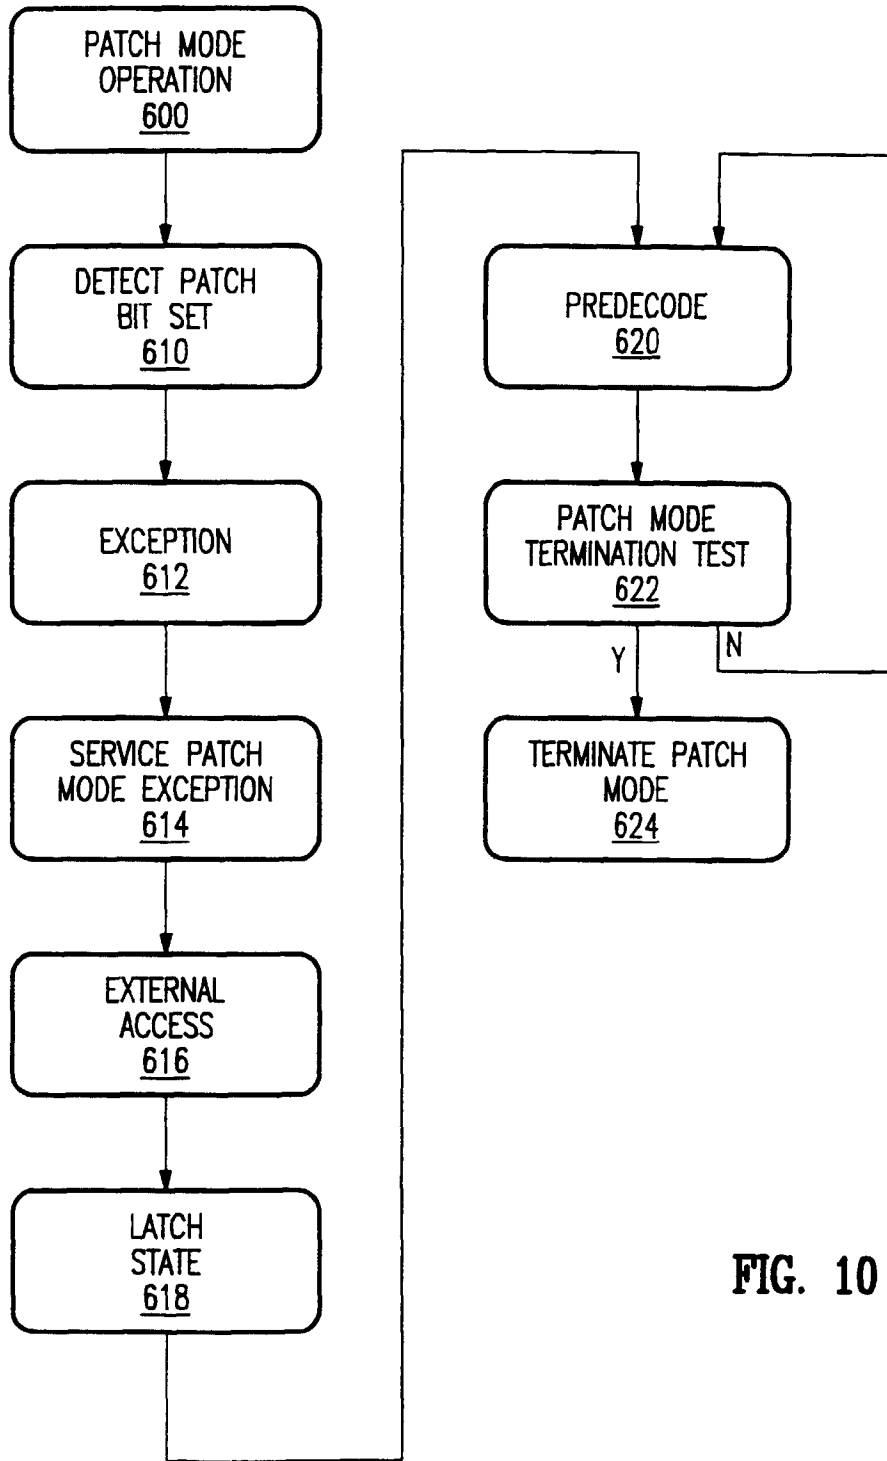 PATCH MODE
OPERATION
600
DETECT PATCH
BIT SET
610
EXCEPTION
612
SERVICE PATCH
MODE EXCEPTION
614
EXTERNAL
ACCESS
616
LATCH
STATE
618
PREDECODE
620
PATCH MODE
TERMINATION TEST
622
Y
N
TERMINATE PATCH
MODE
624
FIG. 10